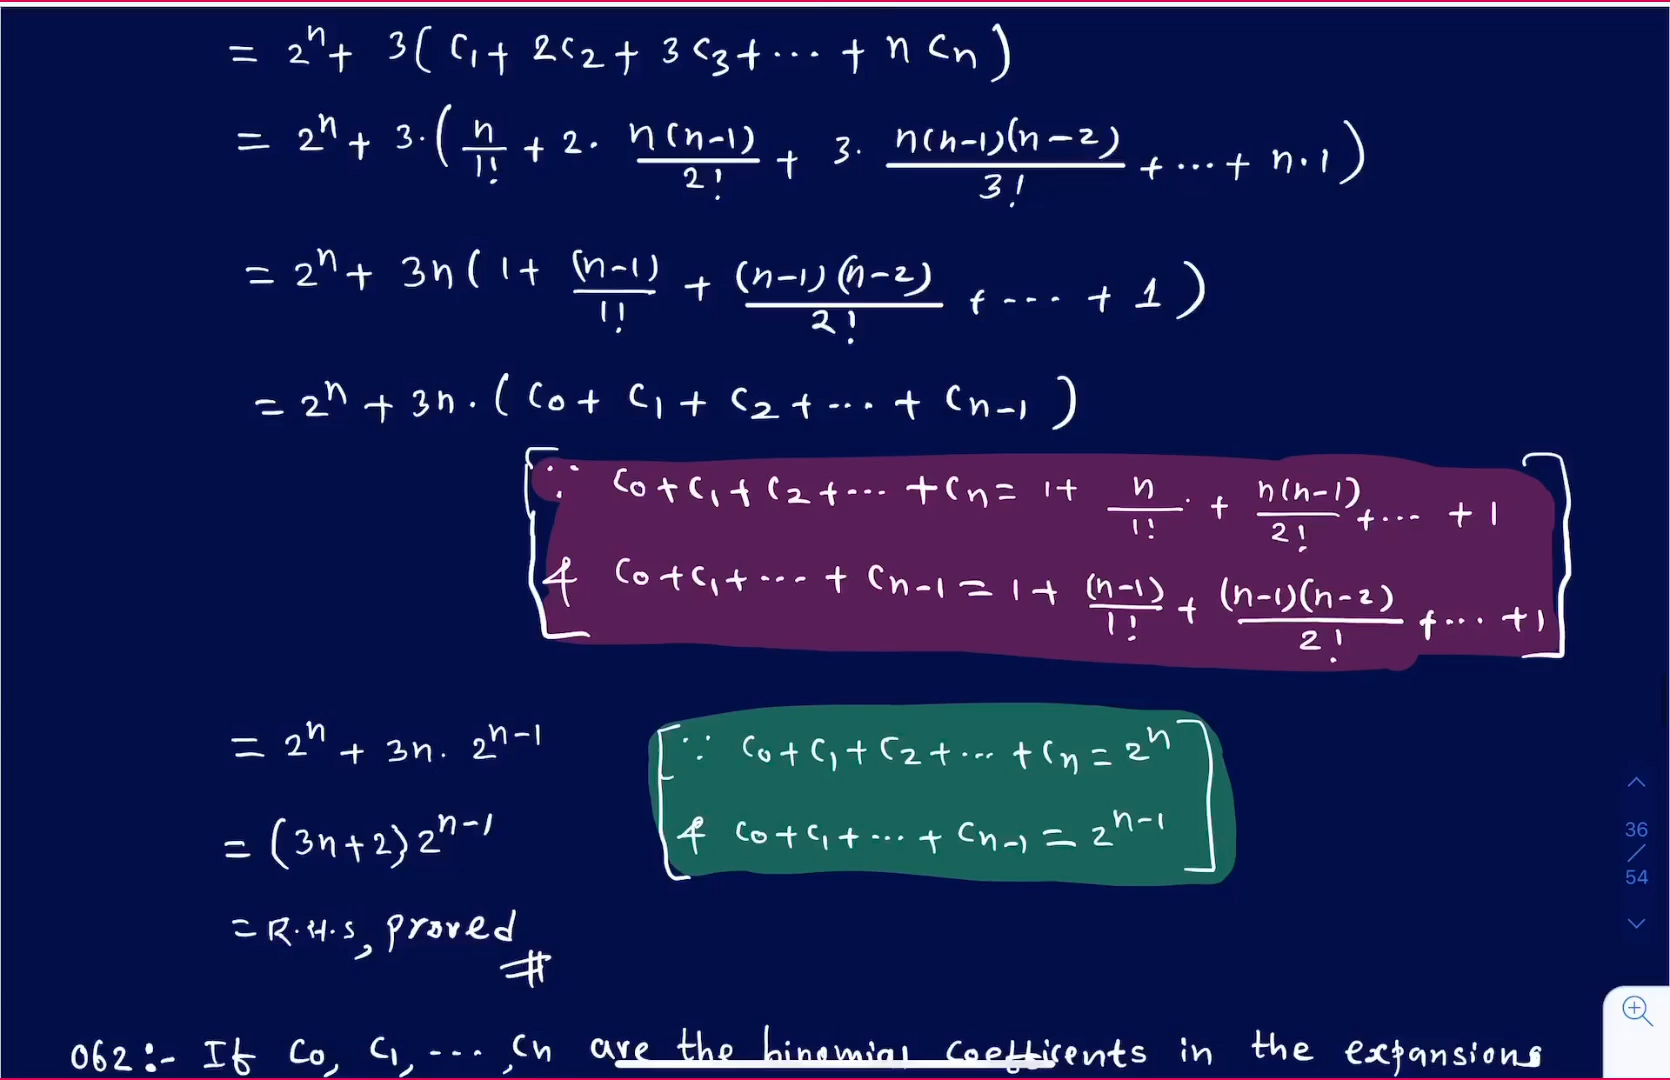 = 2ⁿ + 3( C₁ + 2C₂ + 3C₃ + ... + n Cₙ )
= 2ⁿ + 3·( n/1! + 2· n(n-1)/2! + 3· n(n-1)(n-2)/3! + ... + n·1 )
= 2ⁿ + 3n ( 1 + (n-1)/1! + (n-1)(n-2)/2! + ... + 1 )
= 2ⁿ + 3n · ( C₀ + C₁ + C₂ + ... + Cₙ₋₁ )
[ ∵ C₀ + C₁ + C₂ + ... + Cₙ = 1 + n/1! + n(n-1)/2! + ... + 1
& C₀ + C₁ + ... + Cₙ₋₁ = 1 + (n-1)/1! + (n-1)(n-2)/2! + ... + 1 ]
= 2ⁿ + 3n · 2ⁿ⁻¹ [ ∵ C₀ + C₁ + C₂ + ... + Cₙ = 2ⁿ
= (3n+2) 2ⁿ⁻¹ & C₀ + C₁ + ... + Cₙ₋₁ = 2ⁿ⁻¹ ]
= R.H.S, proved
#
36
/
54
062:- If C₀, C₁, ---, Cₙ are the binomial coefficents in the expansions